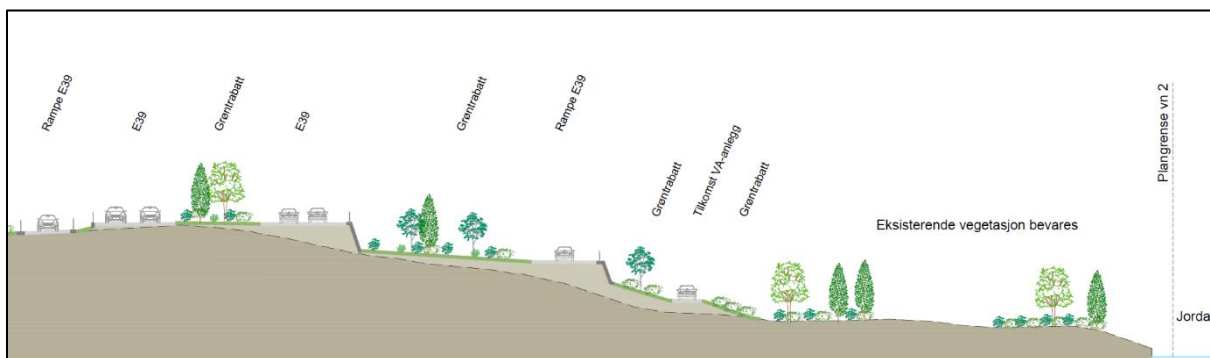 Rampe E39
E39
Grøntrabatt
E39
Grøntrabatt
Rampe E39
Grøntrabatt
Tilkomst VA-anlegg
Grøntrabatt
Eksisterende vegetasjon bevares
Plangrense vn 2
Jorda